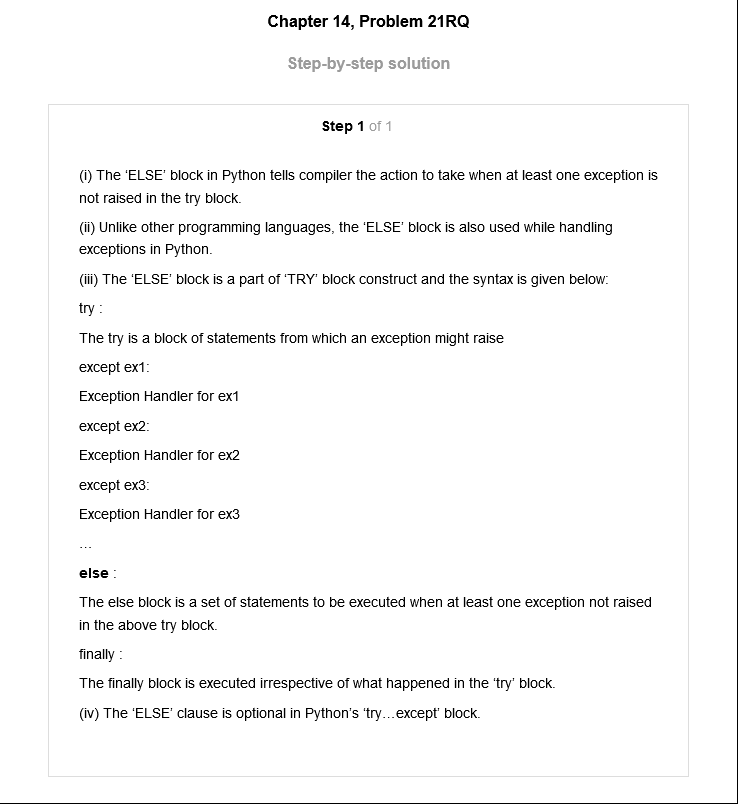 Chapter 14, Problem 21RQ
Step-by-step solution
Step 1 of 1
(i) The ‘ELSE’ block in Python tells compiler the action to take when at least one exception is
not raised in the try block.
(ii) Unlike other programming languages, the ‘ELSE’ block is also used while handling
exceptions in Python.
(iii) The ‘ELSE’ block is a part of ‘TRY’ block construct and the syntax is given below:
try :
The try is a block of statements from which an exception might raise
except ex1:
Exception Handler for ex1
except ex2:
Exception Handler for ex2
except ex3:
Exception Handler for ex3
…
else :
The else block is a set of statements to be executed when at least one exception not raised
in the above try block.
finally :
The finally block is executed irrespective of what happened in the ‘try’ block.
(iv) The ‘ELSE’ clause is optional in Python’s ‘try…except’ block.